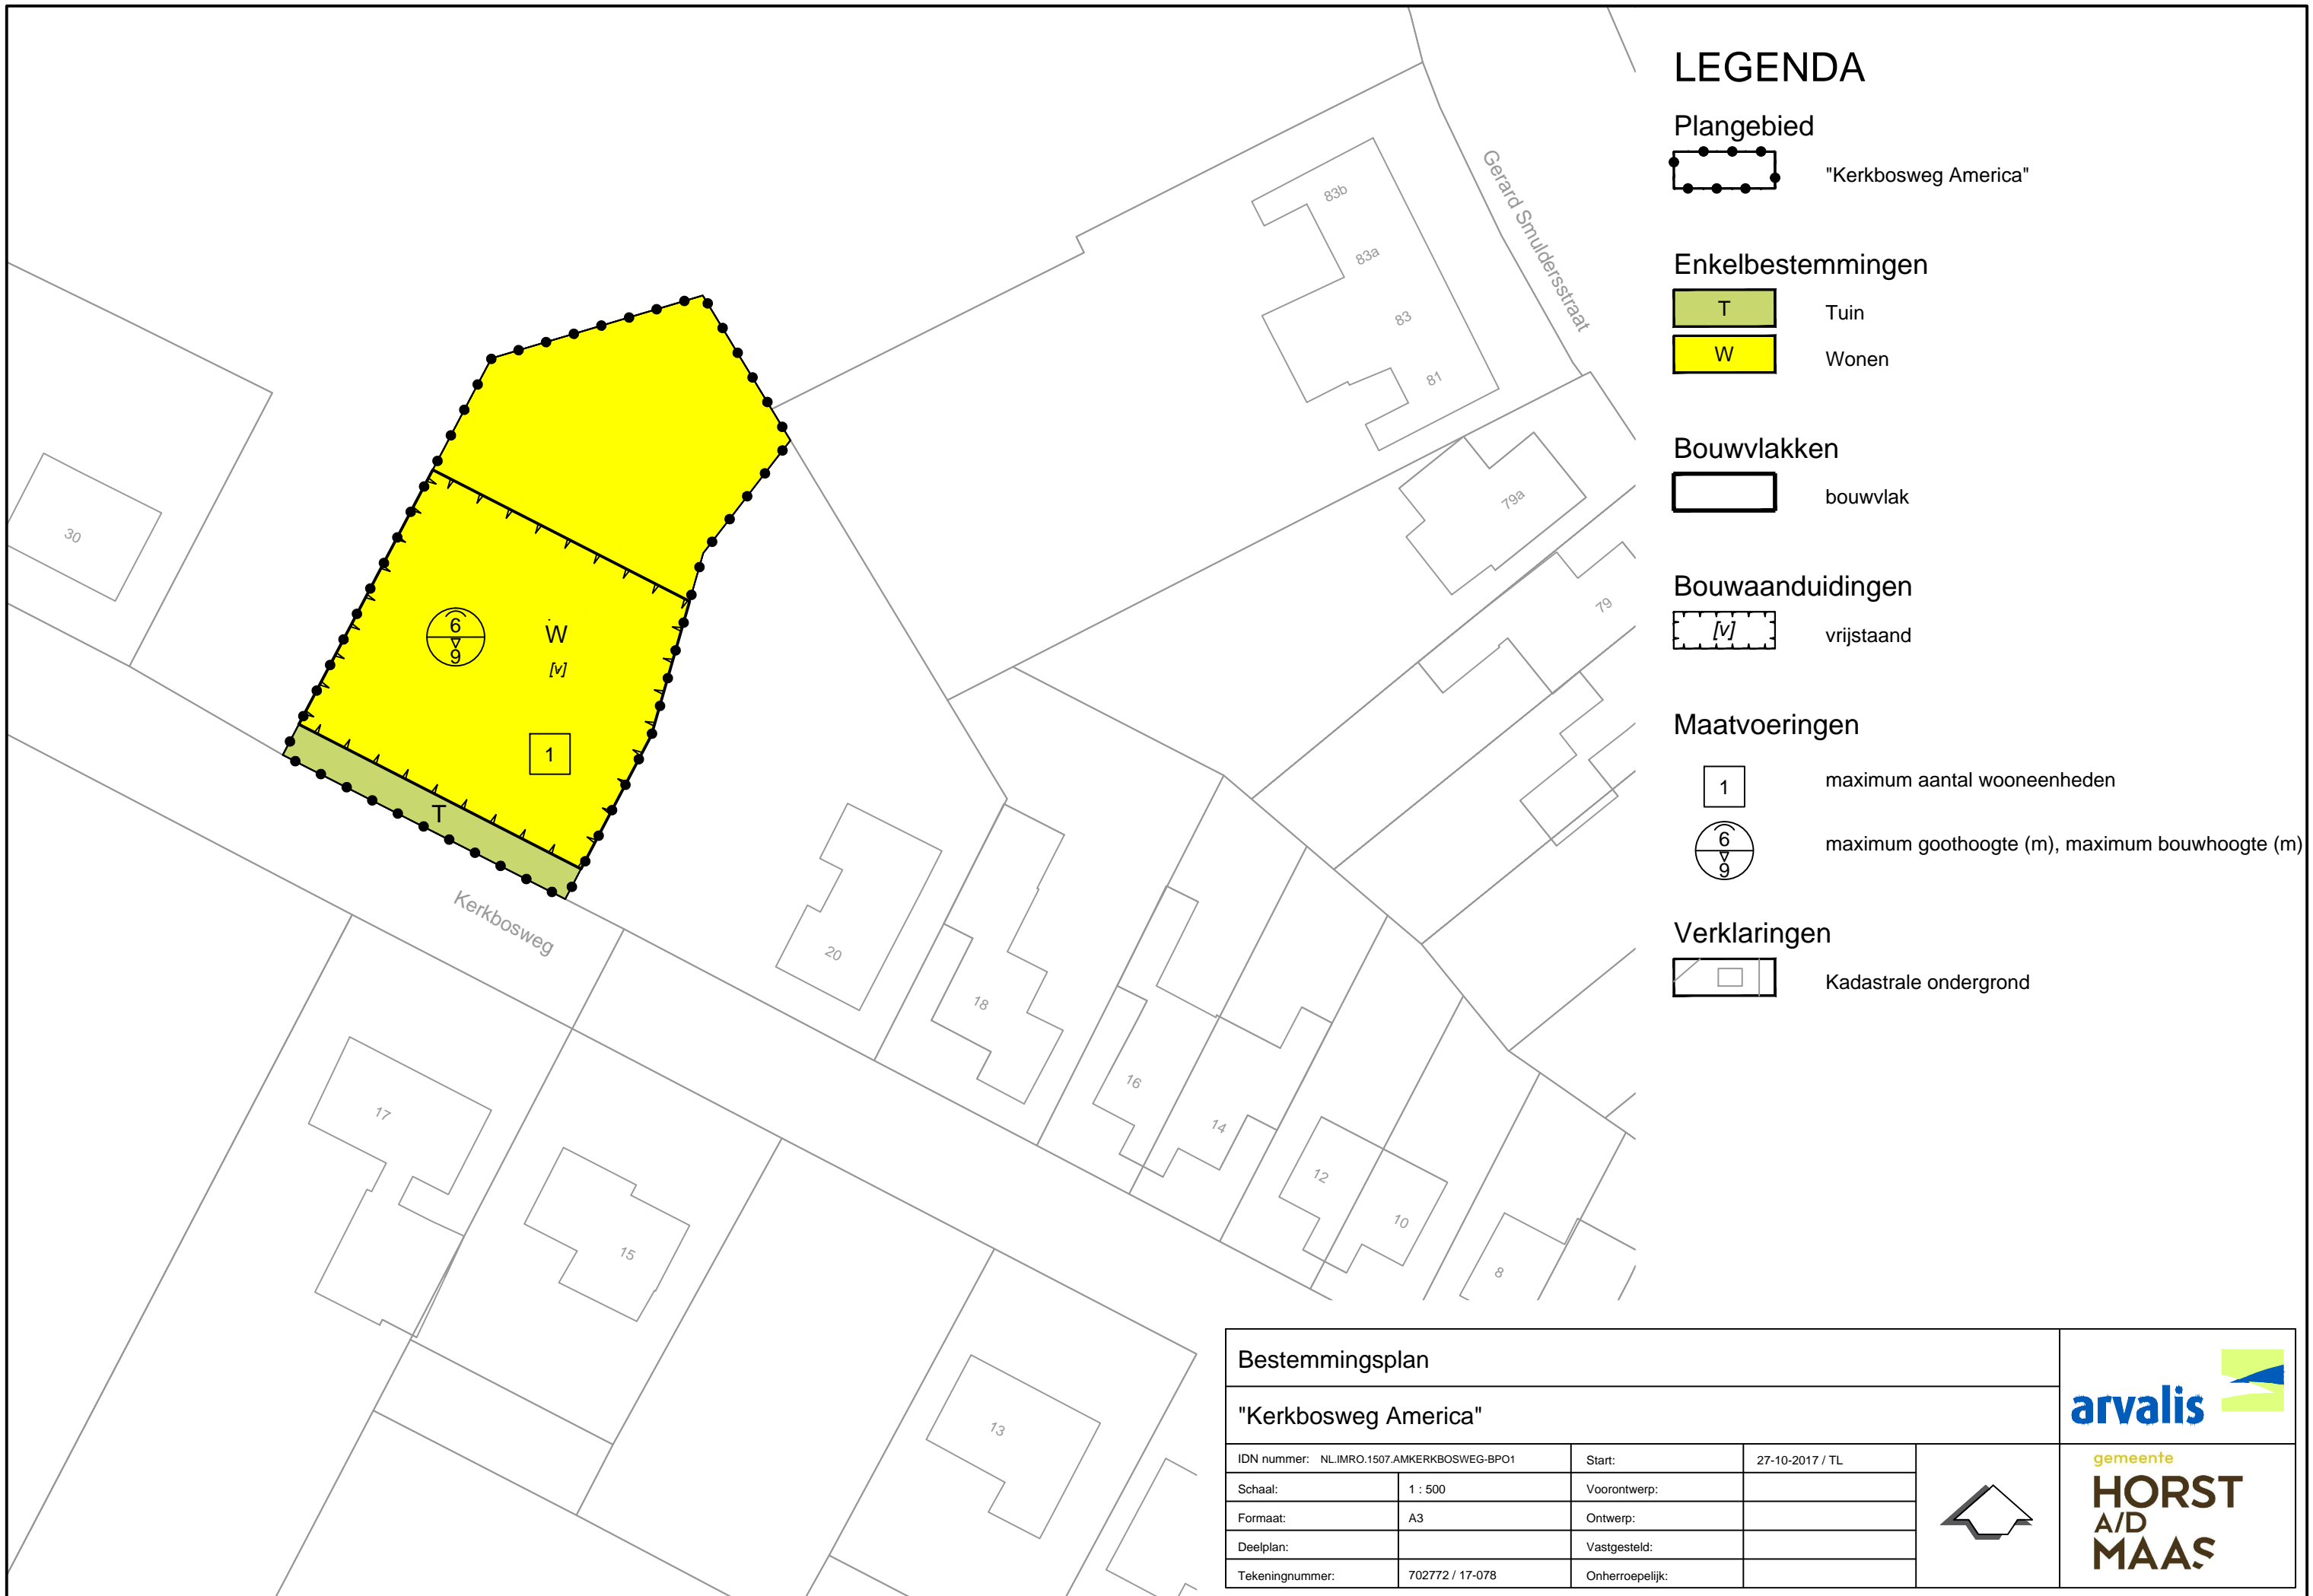 LEGENDA
Plangebied
"Kerkbosweg America"
Enkelbestemmingen
T
Tuin
W
Wonen
Bouwvlakken
bouwvlak
Bouwaanduidingen
[v]
vrijstaand
Maatvoeringen
1
maximum aantal wooneenheden
6
9
maximum goothoogte (m), maximum bouwhoogte (m)
Verklaringen
Kadastrale ondergrond
Gerard Smuldersstraat
83b
83a
83
81
79a
79
30
6
9
W
[v]
1
T
Kerkbosweg
20
18
16
14
12
10
8
17
15
13
Bestemmingsplan
"Kerkbosweg America"
IDN nummer: NL.IMRO.1507.AMKERKBOSWEG-BPO1
Start: 27-10-2017 / TL
Schaal: 1 : 500
Voorontwerp:
Formaat: A3
Ontwerp:
Deelplan:
Vastgesteld:
Tekeningnummer: 702772 / 17-078
Onherroepelijk:
arvalis
gemeente
HORST
A/D
MAAS